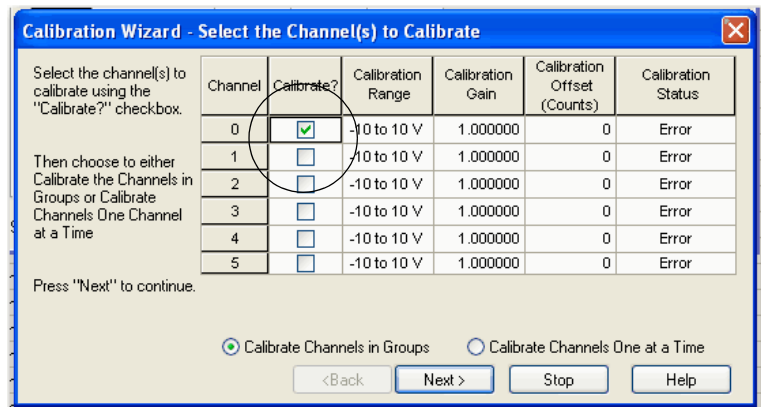 Calibration Wizard - Select the Channel(s) to Calibrate
Select the channel(s) to
calibrate using the
"Calibrate?" checkbox.
Then choose to either
Calibrate the Channels in
Groups or Calibrate
Channels One Channel
at a Time
Press "Next" to continue.
Channel Calibrate? Calibration Range Calibration Gain Calibration Offset (Counts) Calibration Status
0 -10 to 10 V 1.000000 0 Error
1 -10 to 10 V 1.000000 0 Error
2 -10 to 10 V 1.000000 0 Error
3 -10 to 10 V 1.000000 0 Error
4 -10 to 10 V 1.000000 0 Error
5 -10 to 10 V 1.000000 0 Error
Calibrate Channels in Groups Calibrate Channels One at a Time
<Back Next > Stop Help